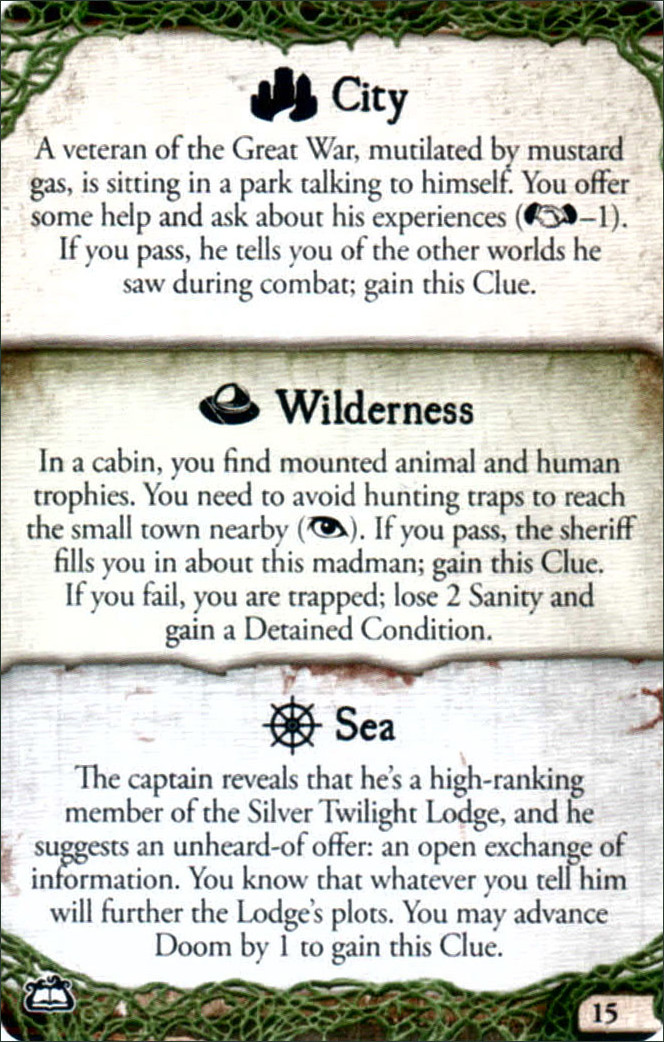 City
A veteran of the Great War, mutilated by mustard
gas, is sitting in a park talking to himself. You offer
some help and ask about his experiences (–1).
If you pass, he tells you of the other worlds he
saw during combat; gain this Clue.
Wilderness
In a cabin, you find mounted animal and human
trophies. You need to avoid hunting traps to reach
the small town nearby (). If you pass, the sheriff
fills you in about this madman; gain this Clue.
If you fail, you are trapped; lose 2 Sanity and
gain a Detained Condition.
Sea
The captain reveals that he's a high-ranking
member of the Silver Twilight Lodge, and he
suggests an unheard-of offer: an open exchange of
information. You know that whatever you tell him
will further the Lodge's plots. You may advance
Doom by 1 to gain this Clue.
15